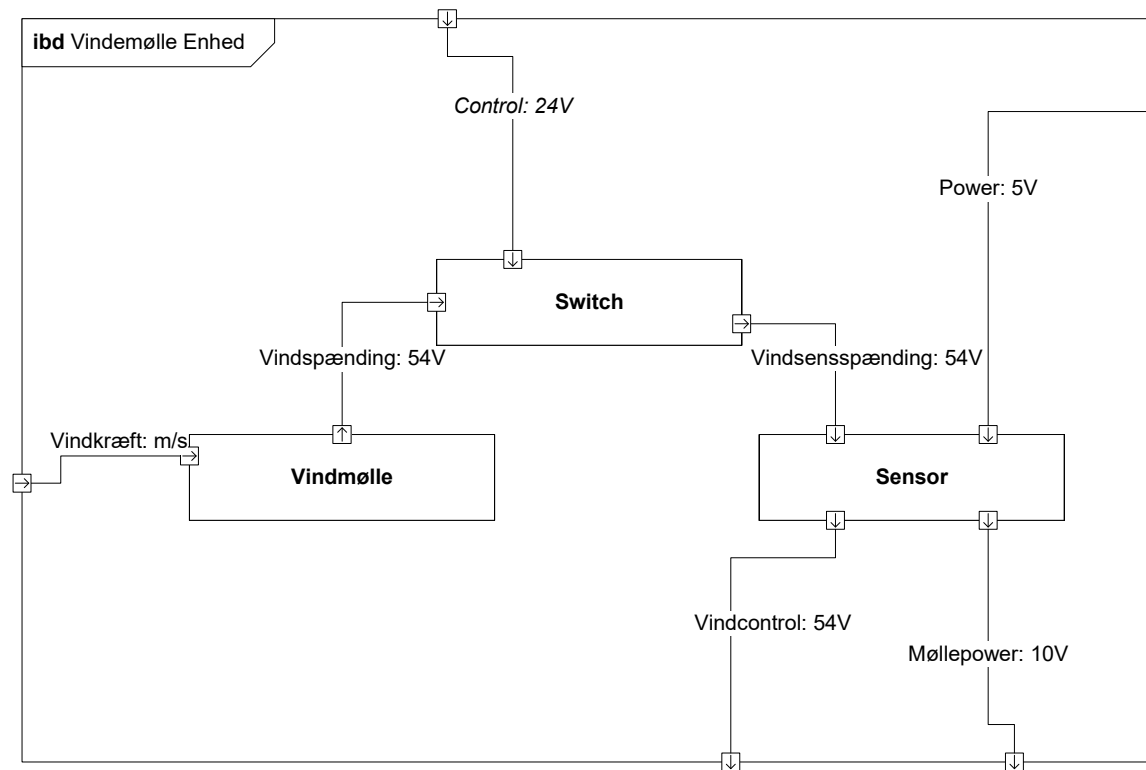 ibd Vindemølle Enhed
Control: 24V
Power: 5V
Switch
Vindspænding: 54V
Vindsensspænding: 54V
Vindkræft: m/s
Vindmølle
Sensor
Vindcontrol: 54V
Møllepower: 10V